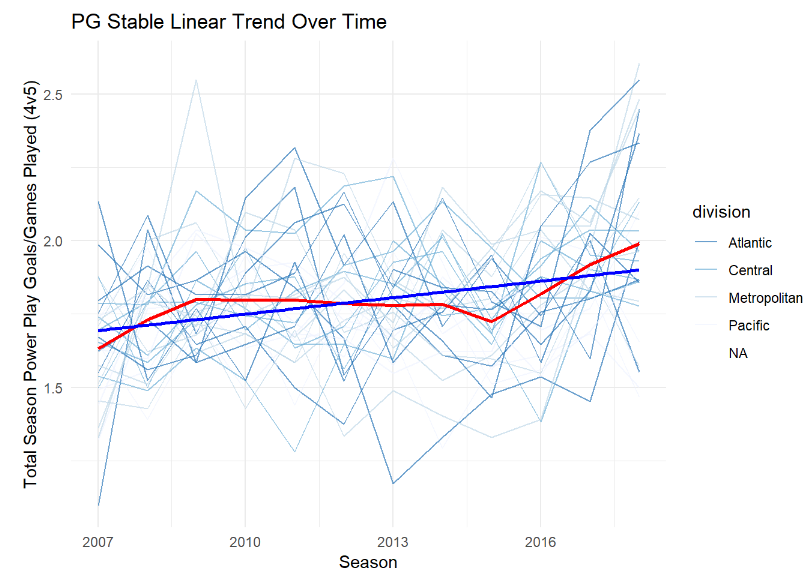 PG Stable Linear Trend Over Time
Total Season Power Play Goals/Games Played (4v5)
2.5
2.0
1.5
2007
2010
2013
2016
Season
division
Atlantic
Central
Metropolitan
Pacific
NA